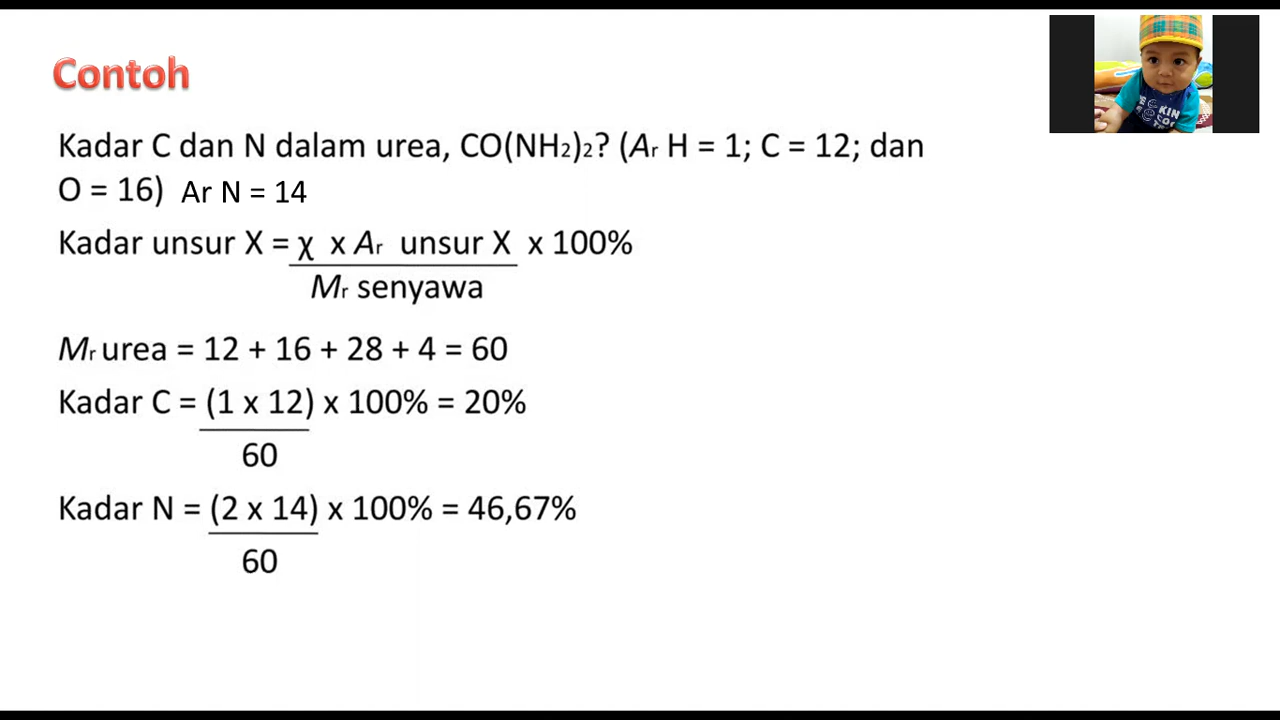 Contoh
Kadar C dan N dalam urea, CO(NH₂)₂? (Ar H = 1; C = 12; dan
O = 16) Ar N = 14
Kadar unsur X = χ x Ar unsur X x 100%
Mr senyawa
Mr urea = 12 + 16 + 28 + 4 = 60
Kadar C = (1 x 12) x 100% = 20%
60
Kadar N = (2 x 14) x 100% = 46,67%
60